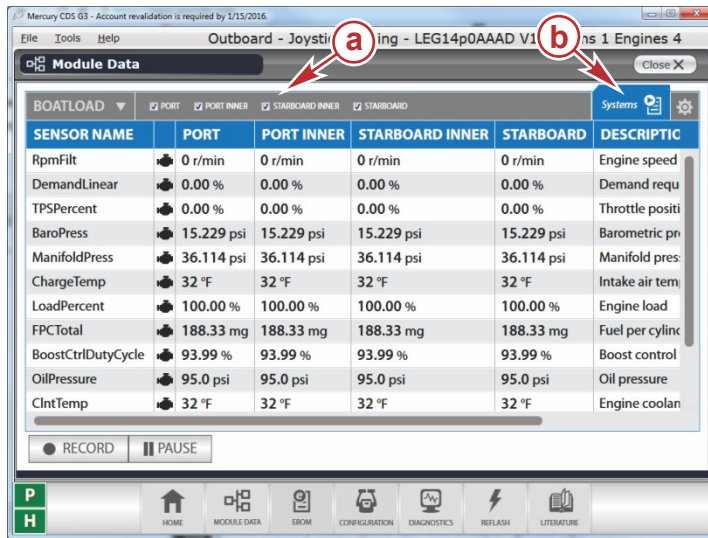 Mercury CDS G3 - Account revalidation is required by 1/15/2016.
File Tools Help Outboard - Joystic ing - LEG14p0AAAD V1 s 1 Engines 4
a
b
Module Data Close X
BOATLOAD ▼ PORT PORT INNER STARBOARD INNER STARBOARD Systems
SENSOR NAME PORT PORT INNER STARBOARD INNER STARBOARD DESCRIPTIC
RpmFilt 0 r/min 0 r/min 0 r/min 0 r/min Engine speed
DemandLinear 0.00 % 0.00 % 0.00 % 0.00 % Demand requ
TPSPercent 0.00 % 0.00 % 0.00 % 0.00 % Throttle positi
BaroPress 15.229 psi 15.229 psi 15.229 psi 15.229 psi Barometric pre
ManifoldPress 36.114 psi 36.114 psi 36.114 psi 36.114 psi Manifold pres
ChargeTemp 32 °F 32 °F 32 °F 32 °F Intake air tem
LoadPercent 100.00 % 100.00 % 100.00 % 100.00 % Engine load
FPCTotal 188.33 mg 188.33 mg 188.33 mg 188.33 mg Fuel per cylinc
BoostCtrlDutyCycle 93.99 % 93.99 % 93.99 % 93.99 % Boost control
OilPressure 95.0 psi 95.0 psi 95.0 psi 95.0 psi Oil pressure
ClntTemp 32 °F 32 °F 32 °F 32 °F Engine coolan
RECORD PAUSE
P
H
HOME MODULE DATA EBOM CONFIGURATION DIAGNOSTICS REFLASH LITERATURE